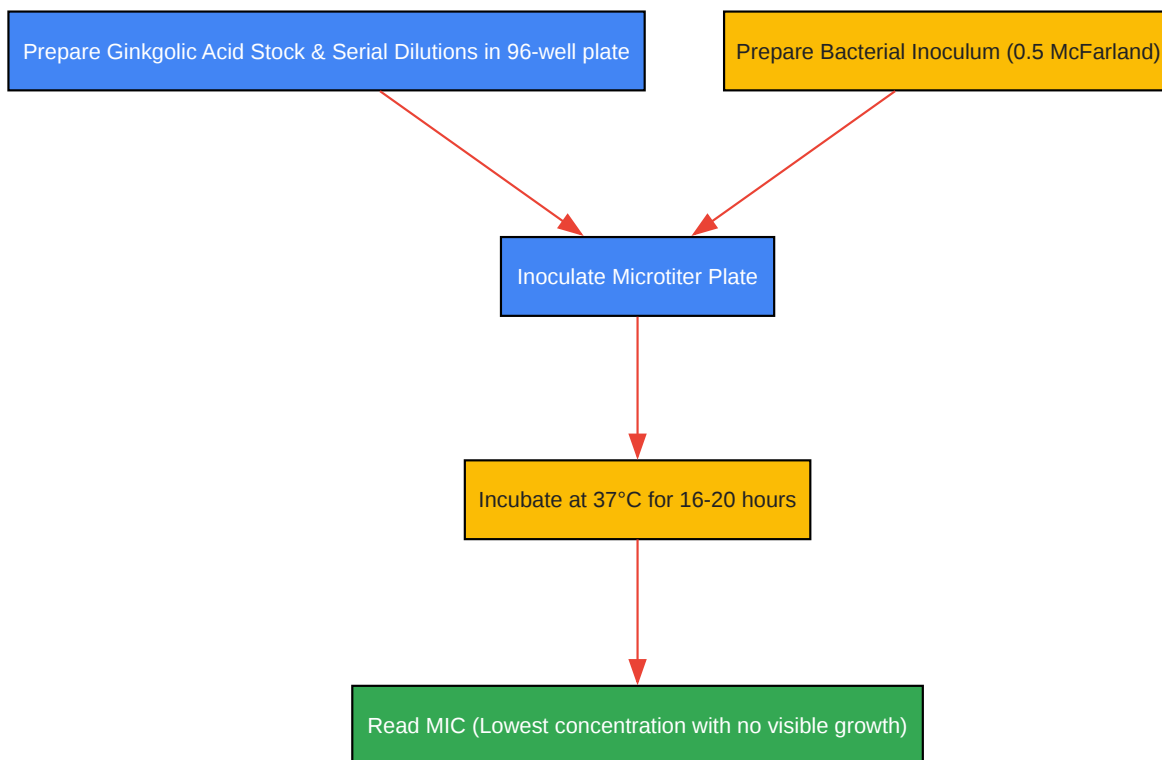 Prepare Ginkgolic Acid Stock & Serial Dilutions in 96-well plate
Prepare Bacterial Inoculum (0.5 McFarland)
Inoculate Microtiter Plate
Incubate at 37°C for 16-20 hours
Read MIC (Lowest concentration with no visible growth)